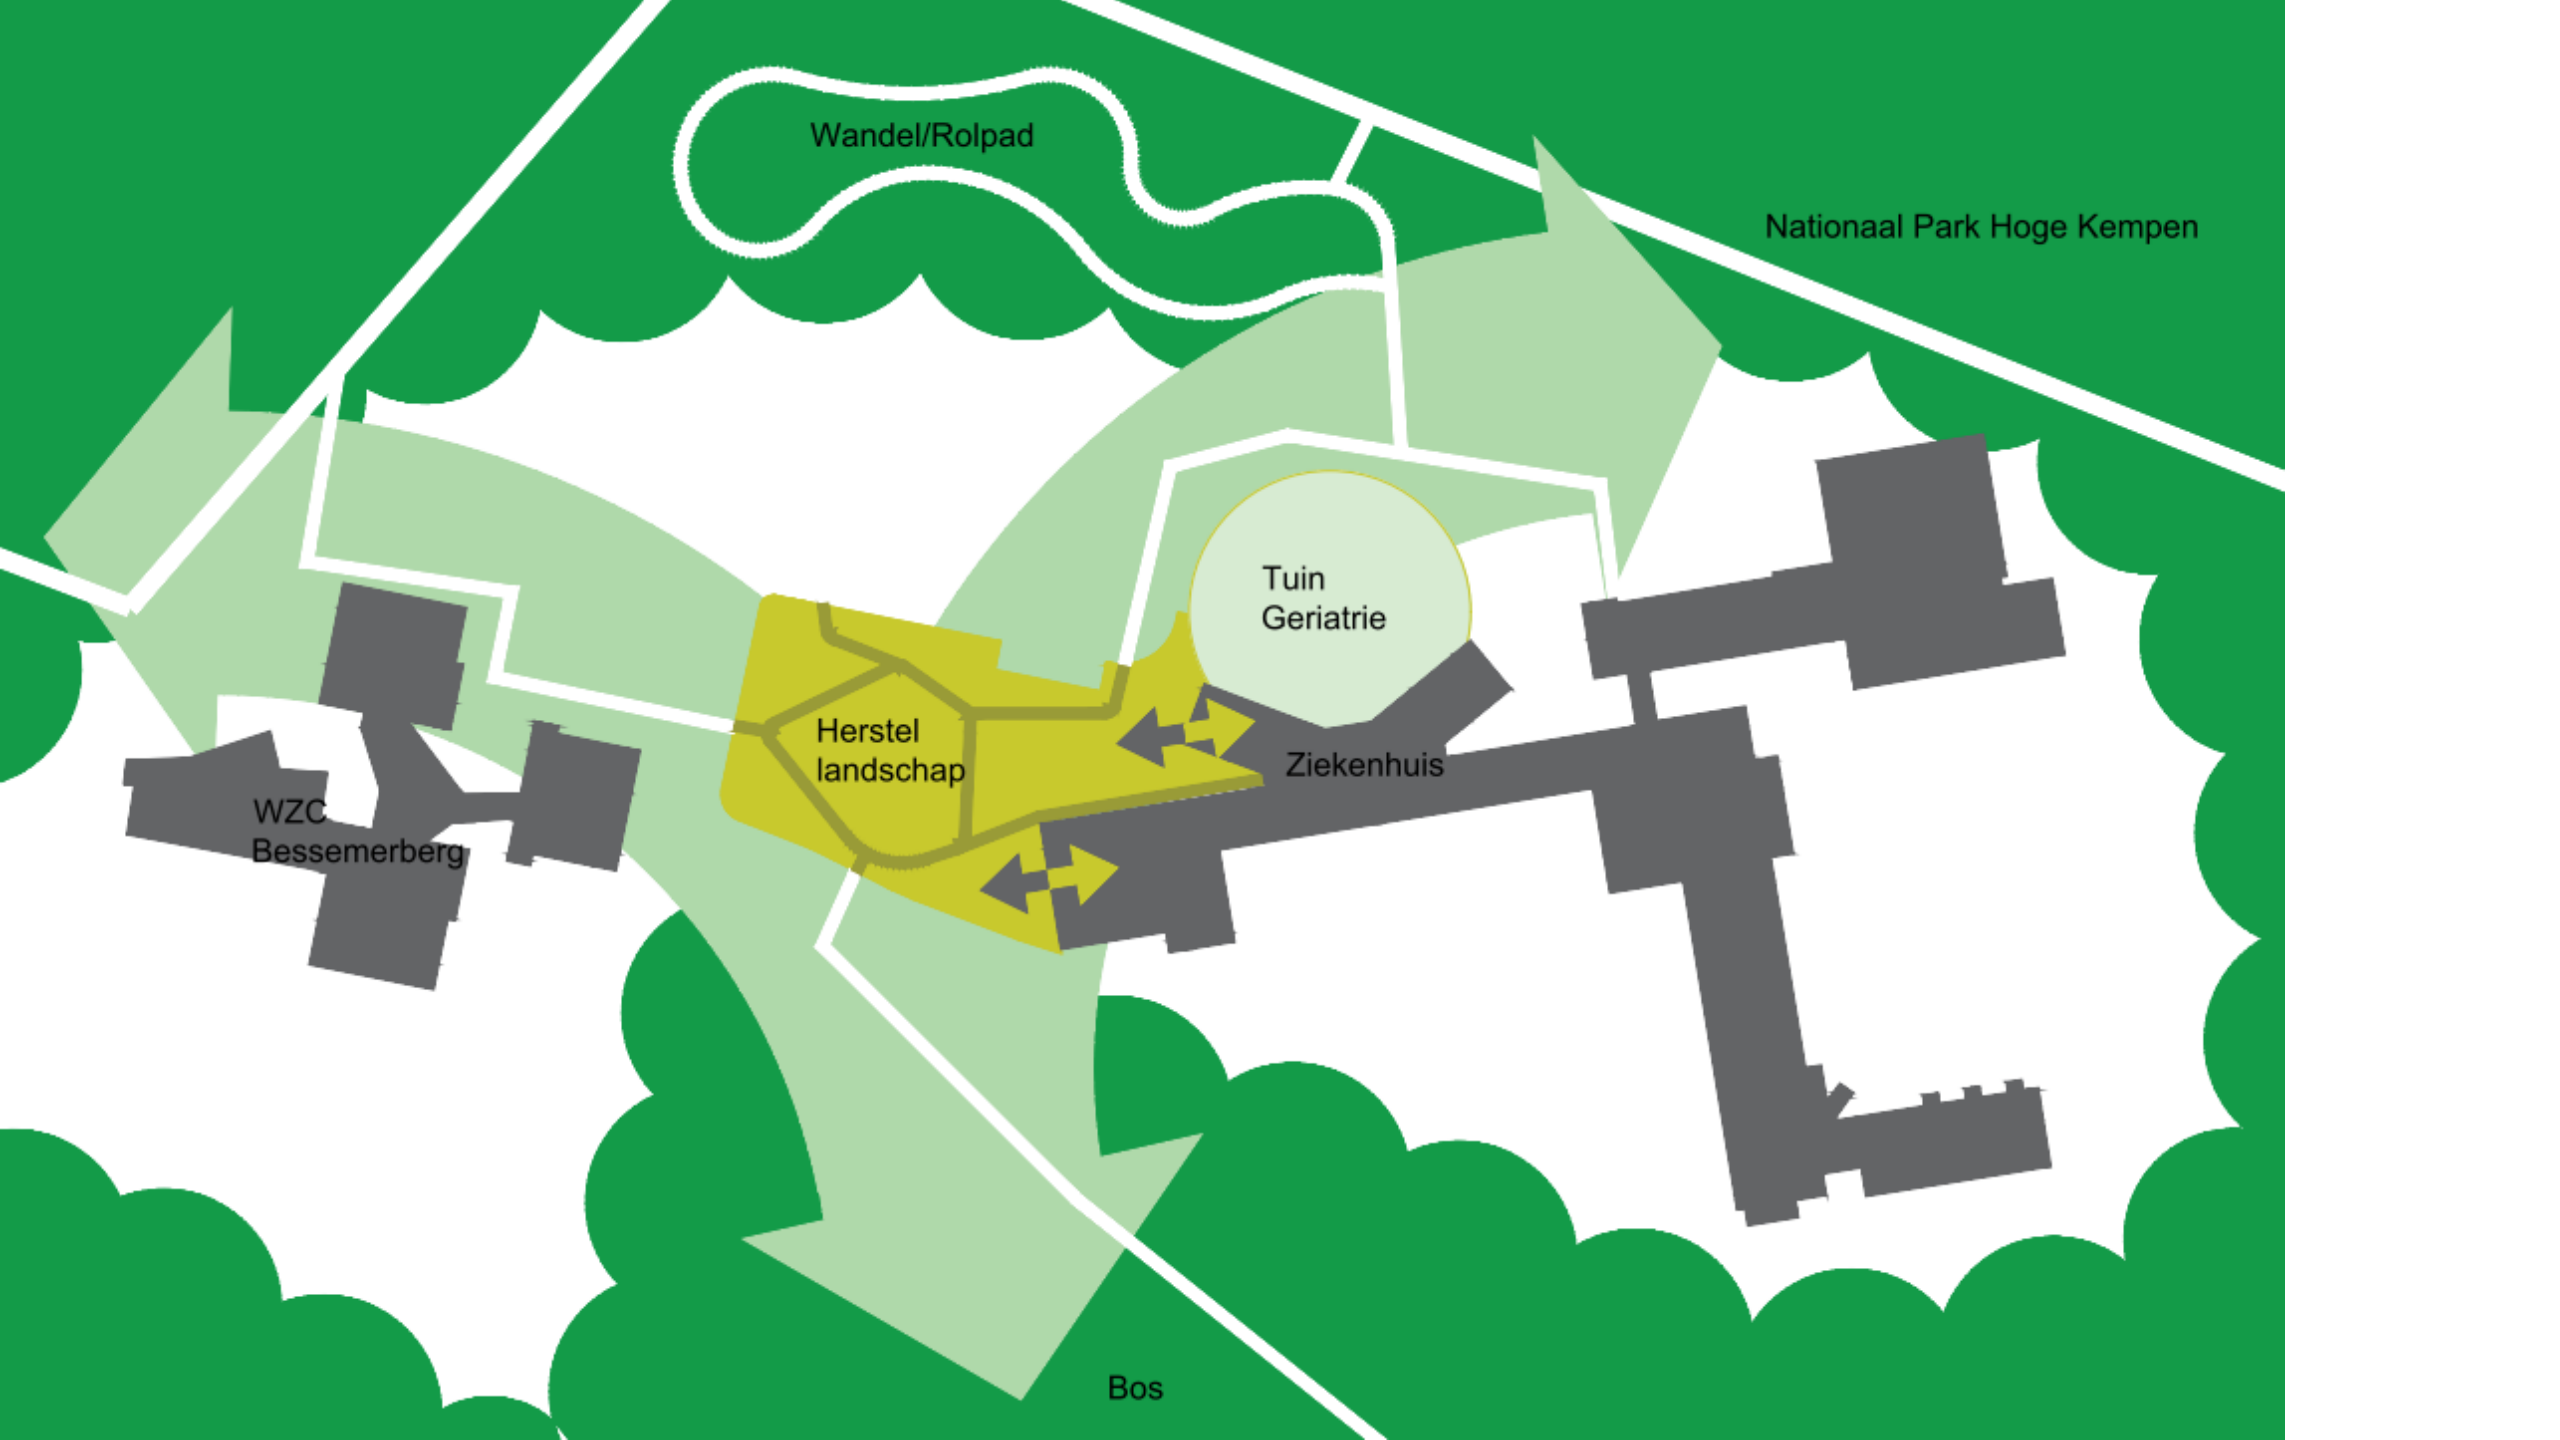 Wandel/Rolpad
Nationaal Park Hoge Kempen
Tuin
Geriatrie
Herstel
landschap
Ziekenhuis
WZC
Bessemerberg
Bos